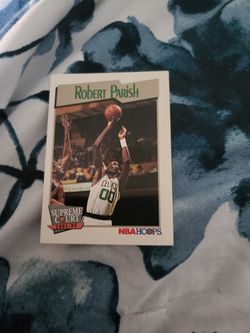 Robert Parish
CELTICS
00
SUPREME
COURT
NBA HOOPS